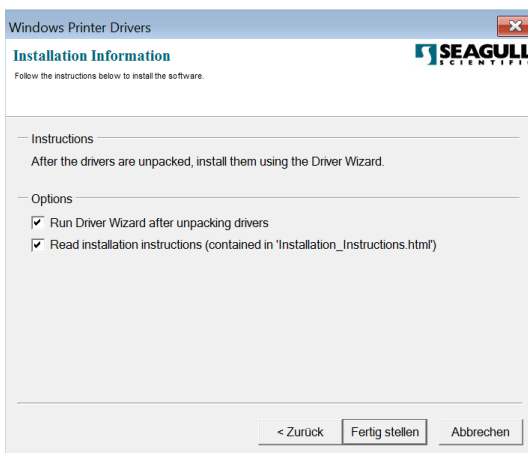 Windows Printer Drivers
Installation Information
Follow the instructions below to install the software.
SEAGULL
Instructions
After the drivers are unpacked, install them using the Driver Wizard.
Options
Run Driver Wizard after unpacking drivers
Read installation instructions (contained in 'Installation_Instructions.html')
< Zurück Fertig stellen Abbrechen